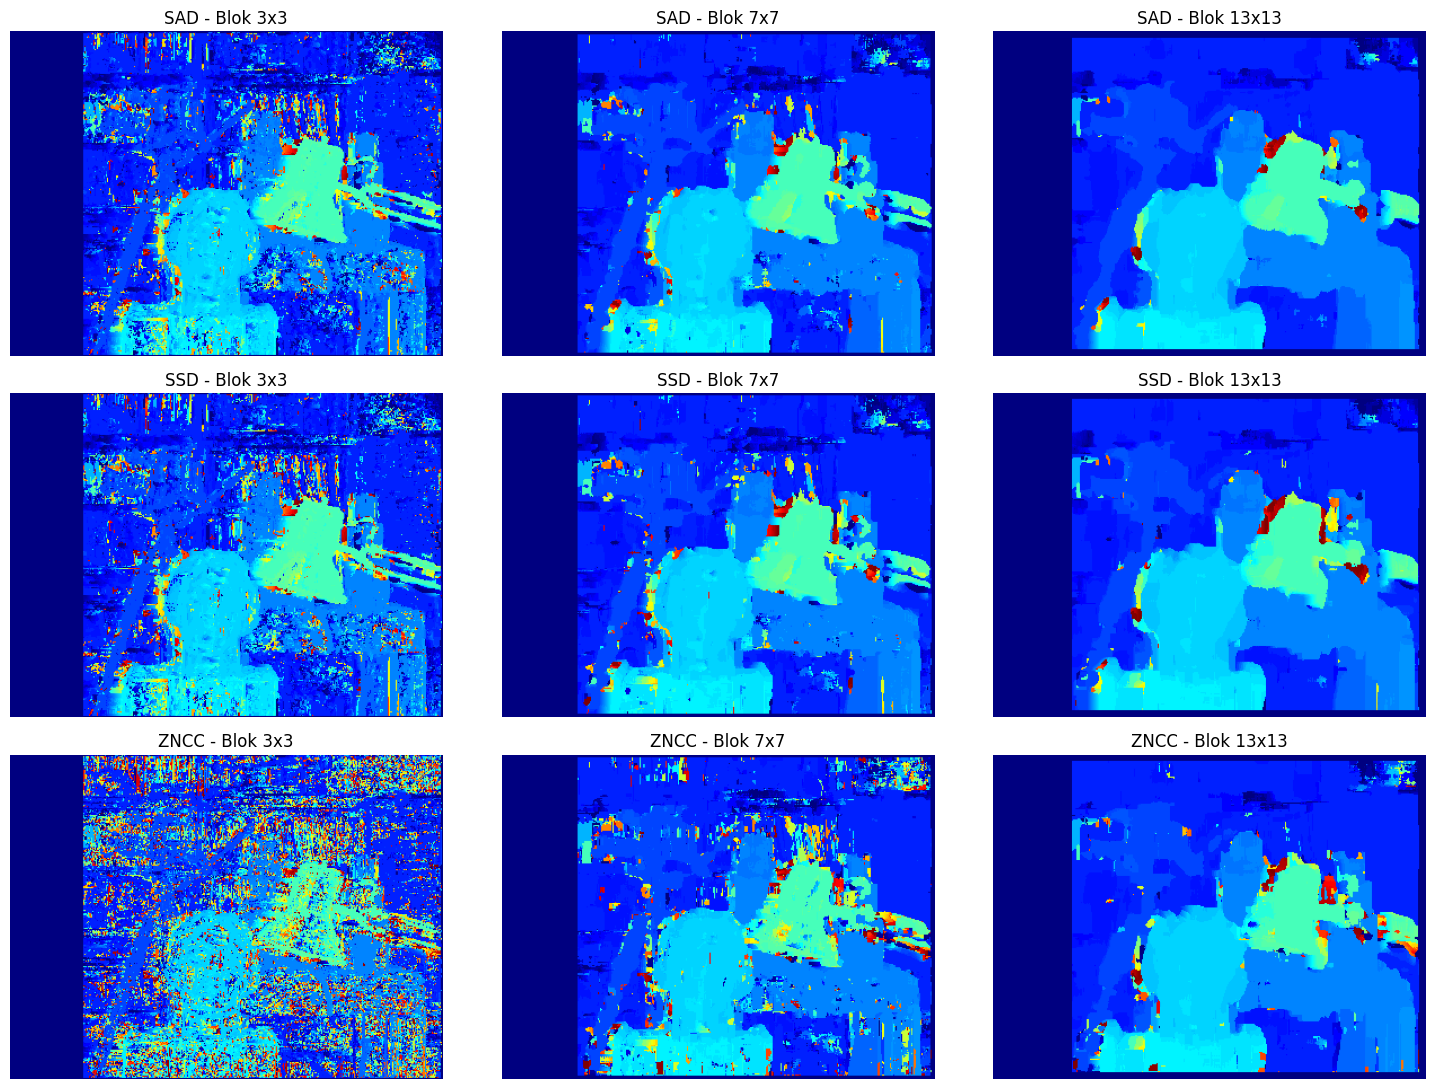 SAD - Blok 3x3
SAD - Blok 7x7
SAD - Blok 13x13
SSD - Blok 3x3
SSD - Blok 7x7
SSD - Blok 13x13
ZNCC - Blok 3x3
ZNCC - Blok 7x7
ZNCC - Blok 13x13